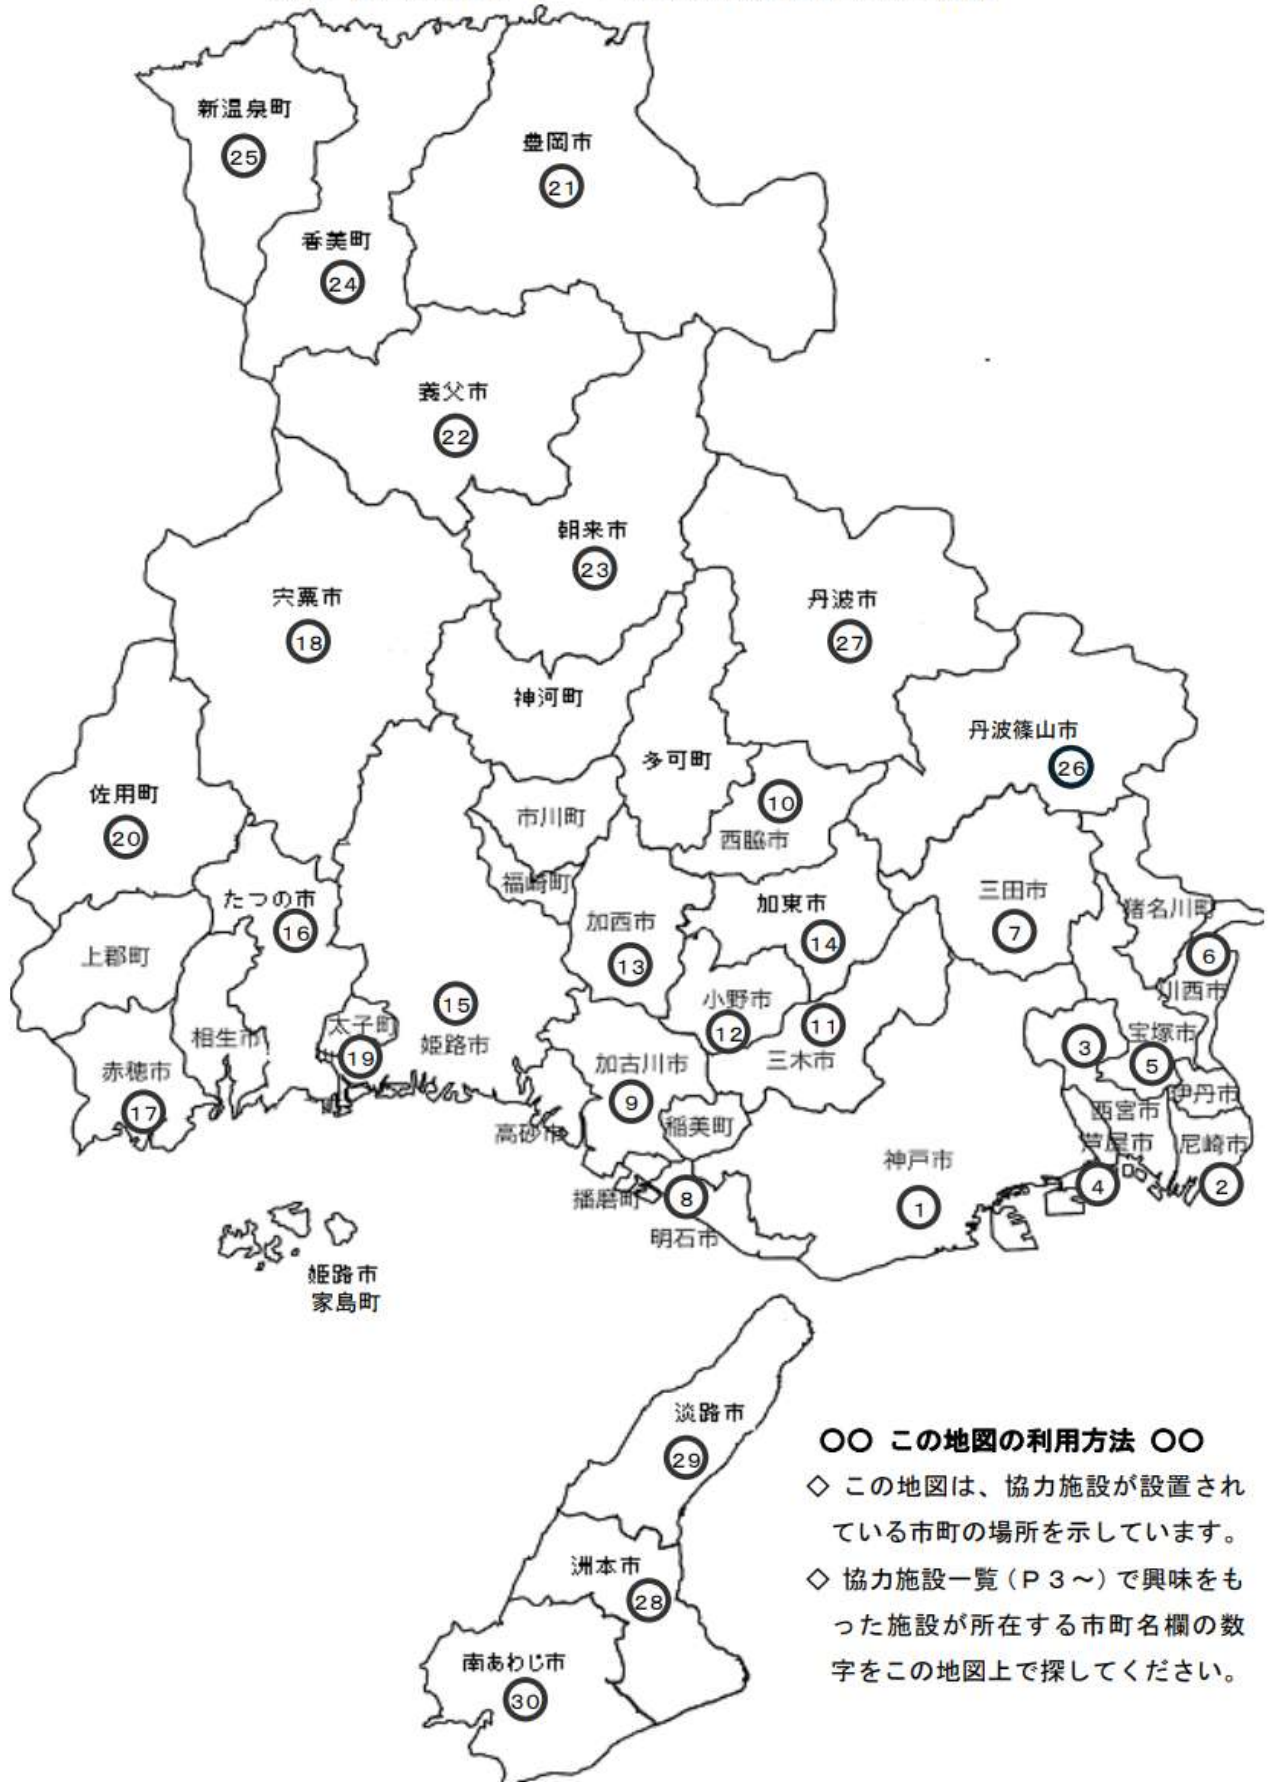 新温泉町
25
豊岡市
21
香美町
24
養父市
22
朝来市
23
宍粟市
18
丹波市
27
神河町
丹波篠山市
26
多可町
佐用町
20
市川町
10
西脇市
福崎町
三田市
7
たつの市
16
加西市
13
加東市
14
猪名川町
6
川西市
上郡町
15
姫路市
小野市
12
11
三木市
太子町
19
相生市
赤穂市
17
加古川市
9
3
宝塚市
5
伊丹市
西宮市
稲美町
高砂市
芦屋市
4
尼崎市
2
神戸市
1
播磨町
8
明石市
姫路市
家島町
淡路市
29
洲本市
28
南あわじ市
30
〇〇 この地図の利用方法 〇〇
◇ この地図は、協力施設が設置され
ている市町の場所を示しています。
◇ 協力施設一覧（P３～）で興味をも
った施設が所在する市町名欄の数
字をこの地図上で探してください。